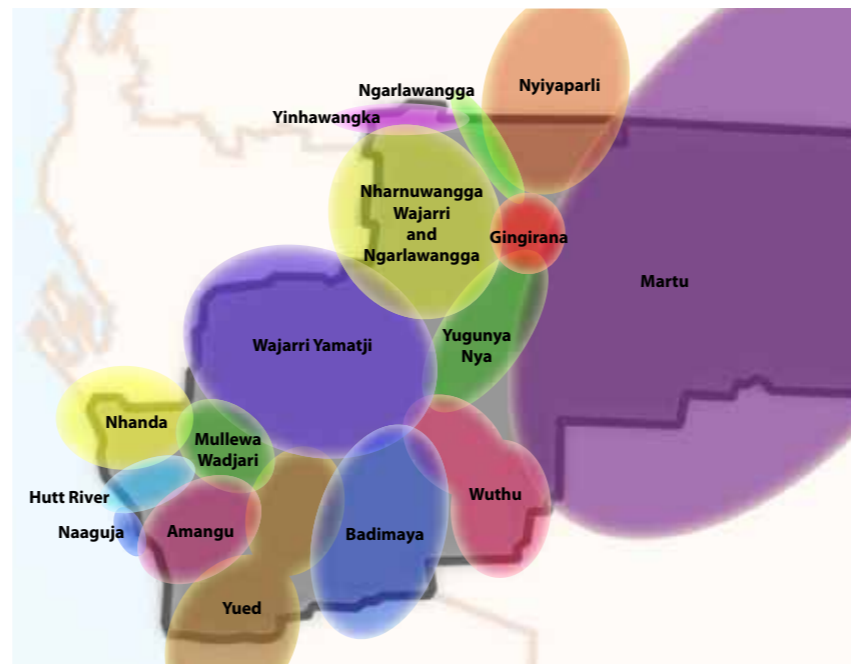 Ngarlawangga
Nyiyaparli
Yinhawangka
Nharnuwangga
Wajarri
and
Ngarlawangga
Gingirana
Martu
Wajarri Yamatji
Yugunya
Nya
Nhanda
Mullewa
Wadjari
Hutt River
Wuthu
Naaguja
Amangu
Badimaya
Yued